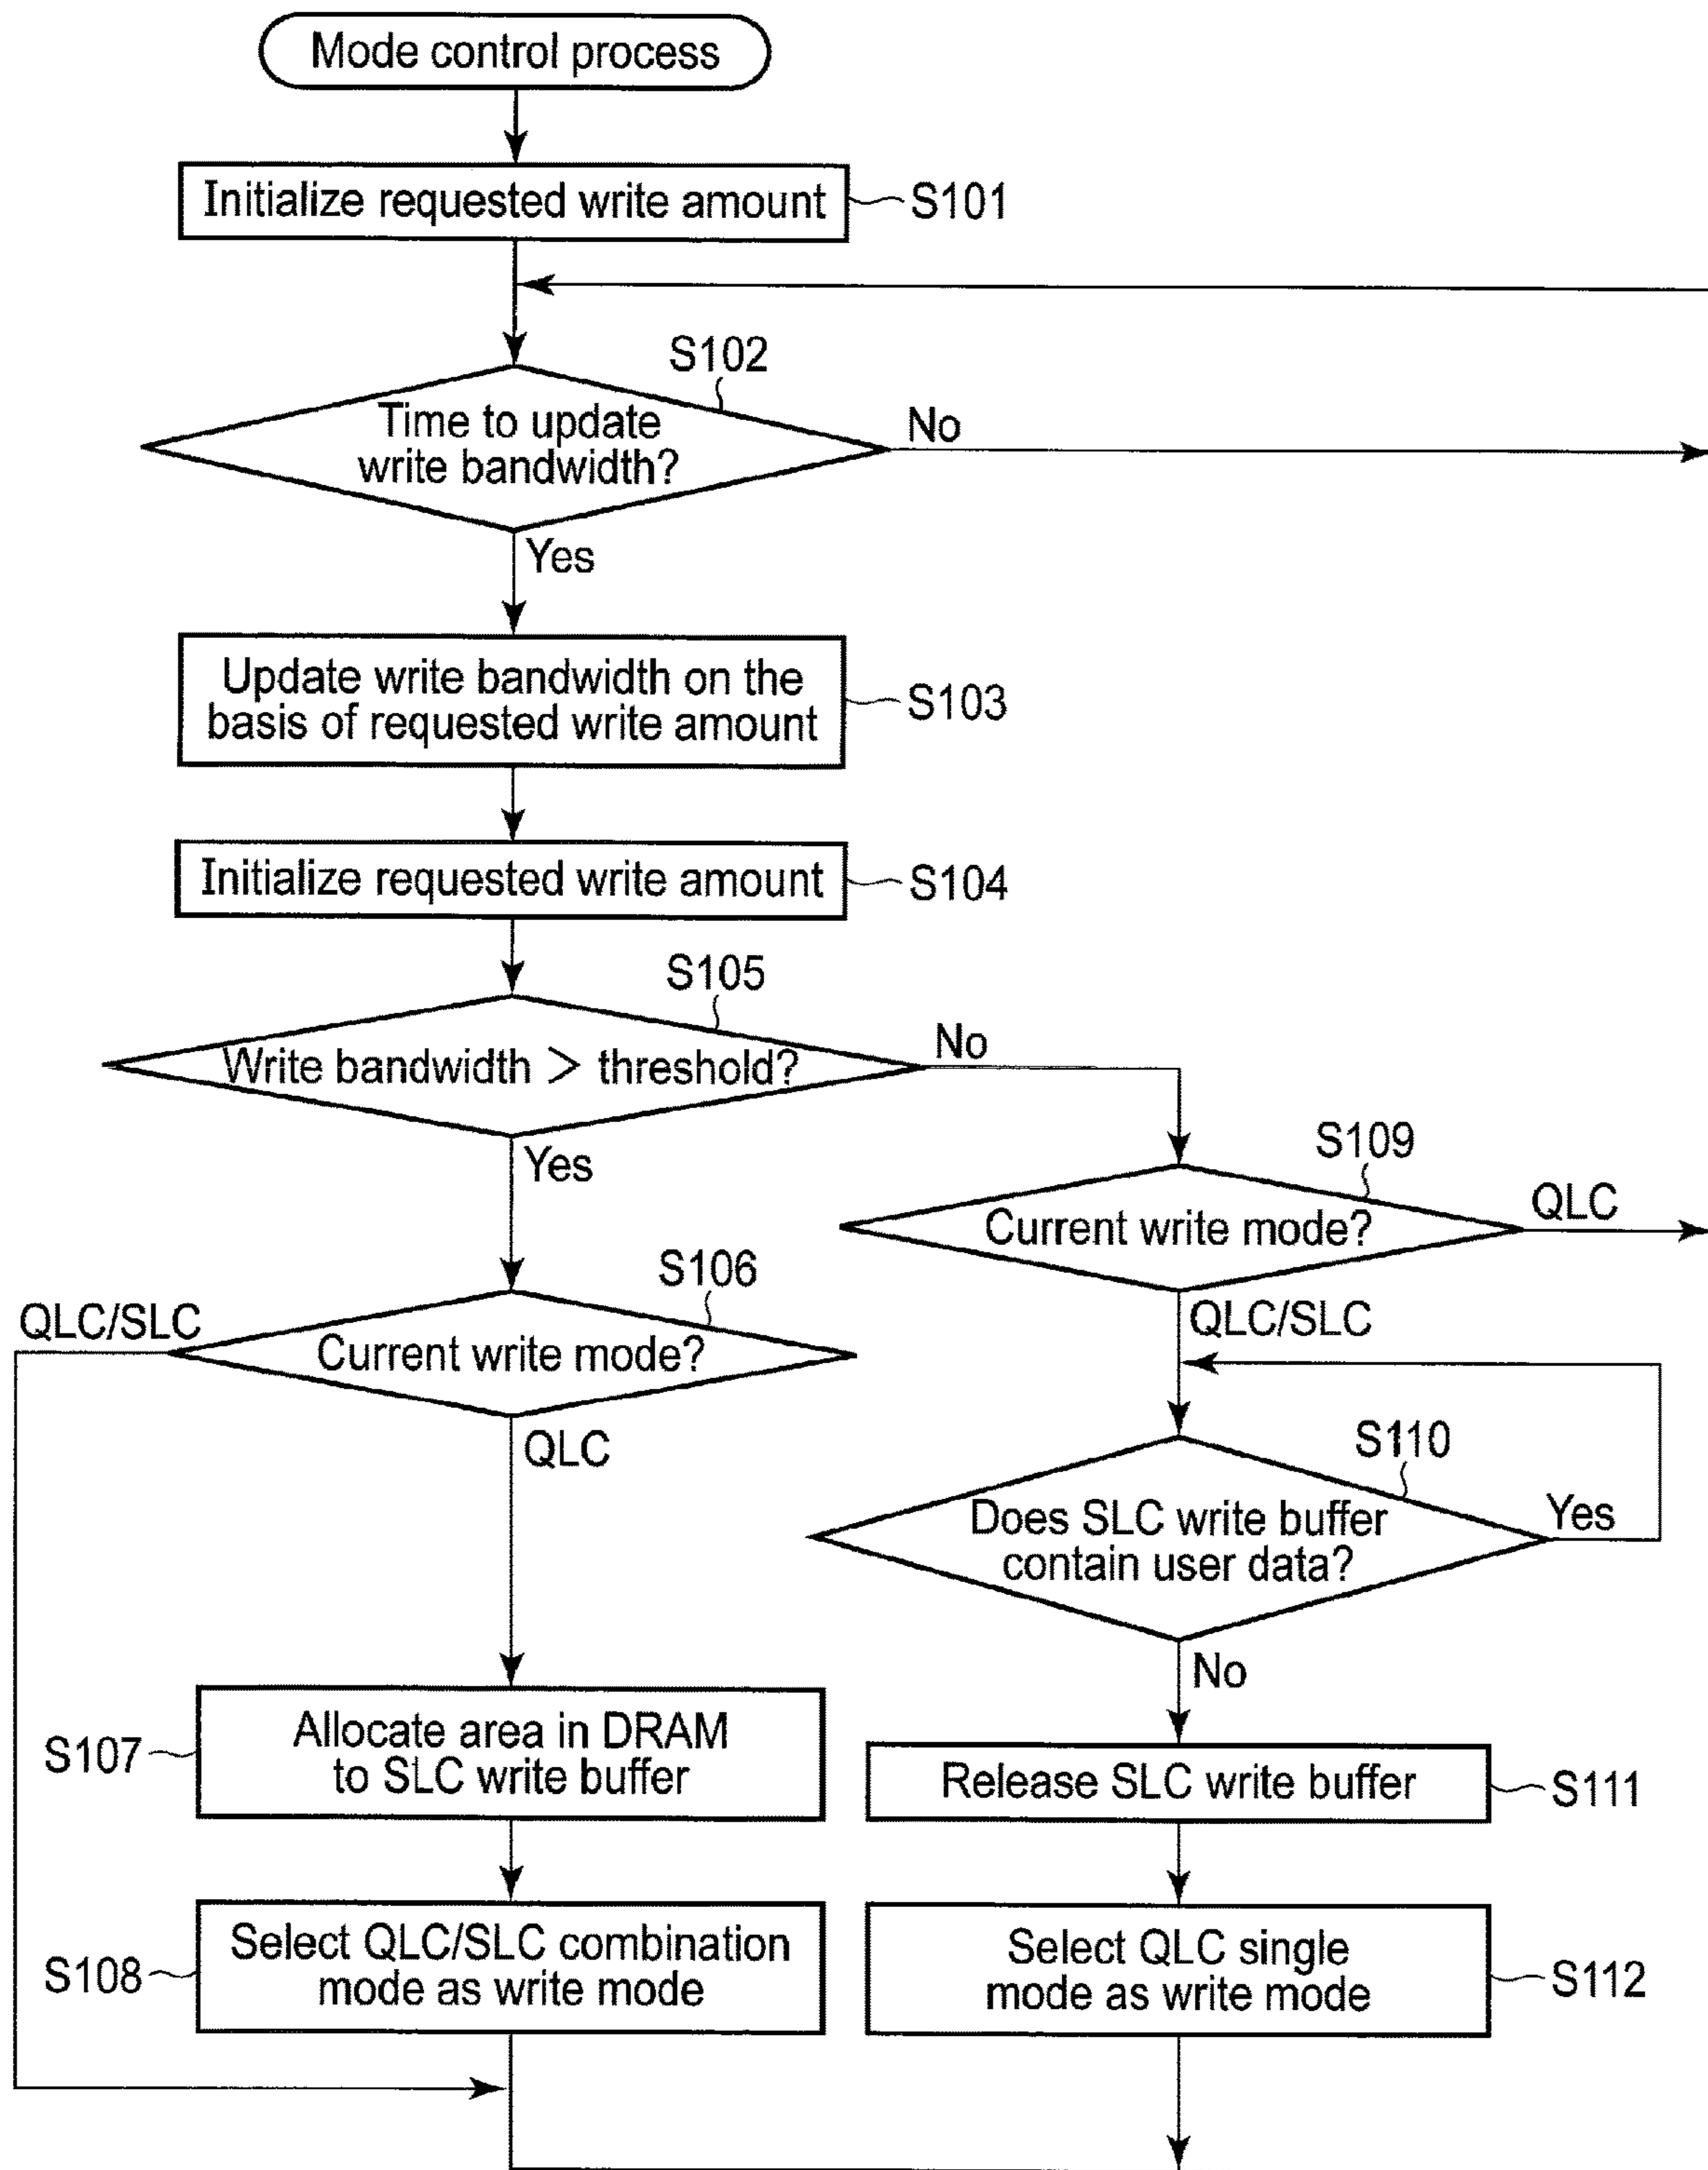 Mode control process
Initialize requested write amount
S101
S102
Time to update
write bandwidth?
No
Yes
Update write bandwidth on the
basis of requested write amount
S103
Initialize requested write amount
S104
S105
Write bandwidth > threshold?
No
Yes
S109
Current write mode?
QLC
S106
QLC/SLC
Current write mode?
QLC/SLC
QLC
S110
Does SLC write buffer
contain user data?
Yes
No
S107
Allocate area in DRAM
to SLC write buffer
Release SLC write buffer
S111
S108
Select QLC/SLC combination
mode as write mode
Select QLC single
mode as write mode
S112